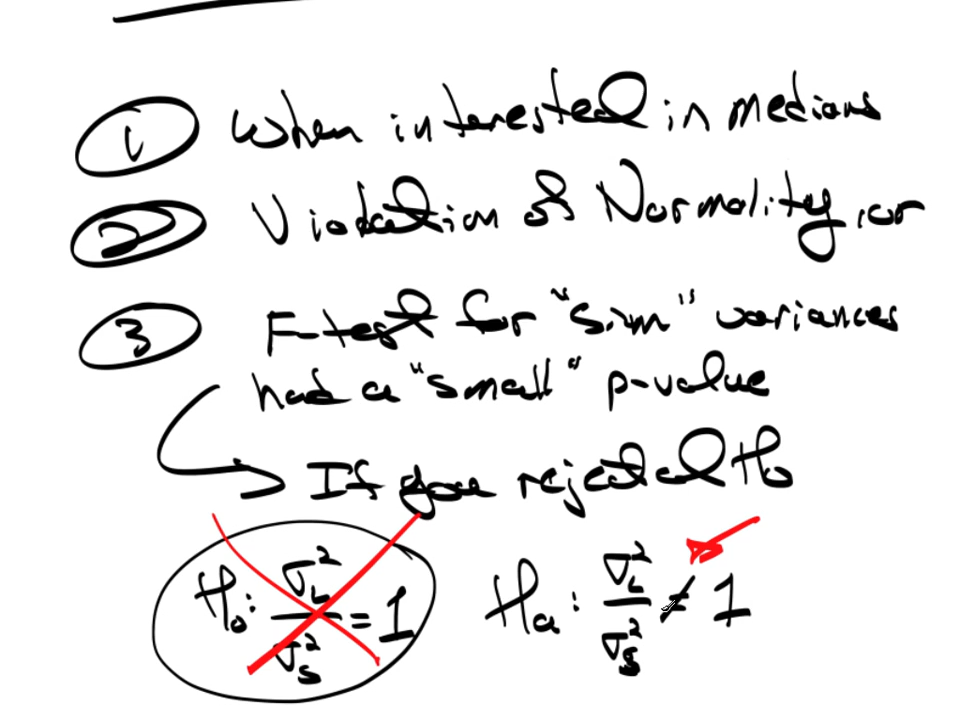 1 When interested in medians
2 Violation of Normality, or
3 F-test for "sim" variances
had a "small" p-value
If you rejected H₀
H₀: σ_L²/σ_S² = 1 Hₐ: σ_L²/σ_S² ≠ 1